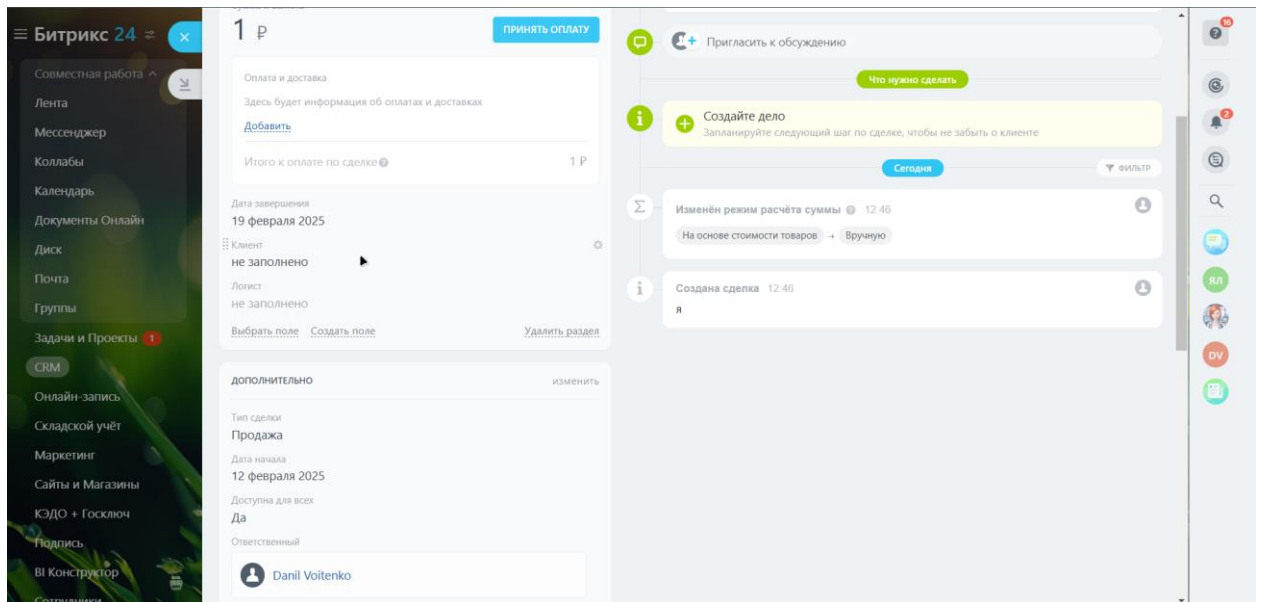 Битрикс 24
Совместная работа
Лента
Мессенджер
Коллабы
Календарь
Документы Онлайн
Диск
Почта
Группы
Задачи и Проекты 1
CRM
Онлайн-запись
Складской учёт
Маркетинг
Сайты и Магазины
КЭДО + Госключ
Подпись
BI Конструктор
Сотрудники
1 ₽
ПРИНЯТЬ ОПЛАТУ
Оплата и доставка
Здесь будет информация об оплатах и доставках
Добавить
Итого к оплате по сделке ? 1 ₽
Дата завершения
19 февраля 2025
Клиент
не заполнено
Логист
не заполнено
Выбрать поле Создать поле Удалить раздел
ДОПОЛНИТЕЛЬНО изменить
Тип сделки
Продажа
Дата начала
12 февраля 2025
Доступна для всех
Да
Ответственный
Danil Voitenko
Пригласить к обсуждению
Что нужно сделать
Создайте дело
Запланируйте следующий шаг по сделке, чтобы не забыть о клиенте
Сегодня ФИЛЬТР
Изменён режим расчёта суммы ? 12:46
На основе стоимости товаров → Вручную
Создана сделка 12:46
я
16
2
ЯЛ
DV